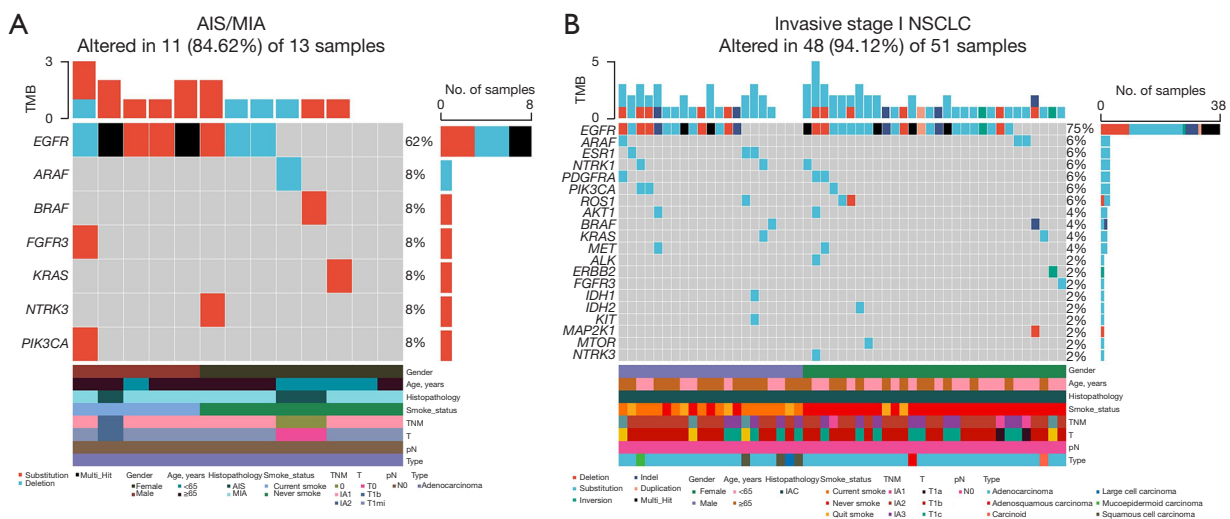 A
AIS/MIA
Altered in 11 (84.62%) of 13 samples
3
0
TMB
No. of samples
0 8
EGFR 62%
ARAF 8%
BRAF 8%
FGFR3 8%
KRAS 8%
NTRK3 8%
PIK3CA 8%
Gender
Age, years
Histopathology
Smoke_status
TNM
T
pN
Type
Substitution
Deletion
Multi_Hit
Gender
Female
Male
Age, years
<65
≥65
Histopathology
AIS
MIA
Smoke_status
Current smoke
Never smoke
TNM
0
IA1
IA2
T
T0
T1b
T1mi
pN
N0
Type
Adenocarcinoma
B
Invasive stage I NSCLC
Altered in 48 (94.12%) of 51 samples
5
0
TMB
No. of samples
0 38
EGFR 75%
ARAF 6%
ESR1 6%
NTRK1 6%
PDGFRA 6%
PIK3CA 6%
ROS1 6%
AKT1 4%
BRAF 4%
KRAS 4%
MET 4%
ALK 2%
ERBB2 2%
FGFR3 2%
IDH1 2%
IDH2 2%
KIT 2%
MAP2K1 2%
MTOR 2%
NTRK3 2%
Gender
Age, years
Histopathology
Smoke_status
TNM
T
pN
Type
Deletion
Substitution
Inversion
Indel
Duplication
Multi_Hit
Gender
Female
Male
Age, years
<65
≥65
Histopathology
IAC
Smoke_status
Current smoke
Never smoke
Quit smoke
TNM
IA1
IA2
IA3
T
T1a
T1b
T1c
pN
N0
Type
Adenocarcinoma
Adenosquamous carcinoma
Carcinoid
Large cell carcinoma
Mucoepidermoid carcinoma
Squamous cell carcinoma